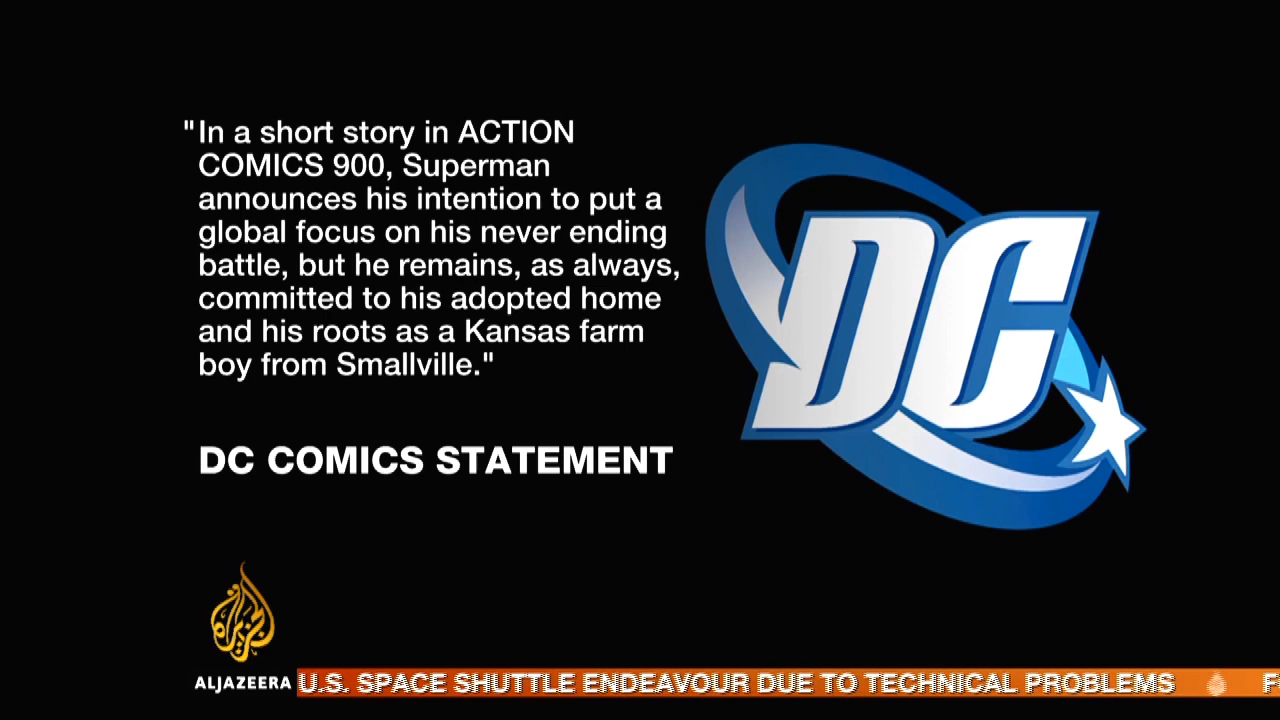 "In a short story in ACTION
COMICS 900, Superman
announces his intention to put a
global focus on his never ending
battle, but he remains, as always,
committed to his adopted home
and his roots as a Kansas farm
boy from Smallville."
DC COMICS STATEMENT
DC
الجزيرة
ALJAZEERA
U.S. SPACE SHUTTLE ENDEAVOUR DUE TO TECHNICAL PROBLEMS
F